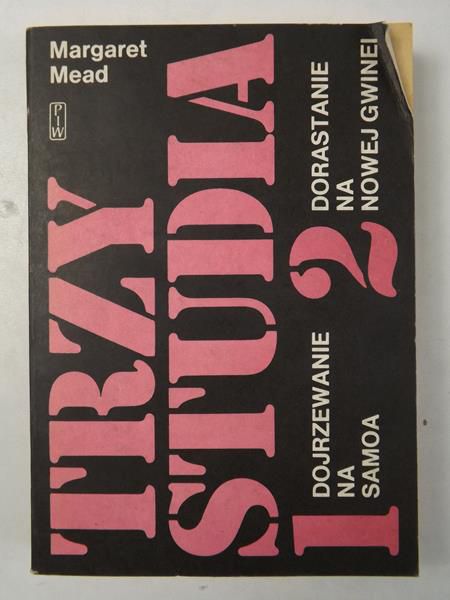 Margaret
Mead
PIW
TRZY
STUDIA
1
DOJRZEWANIE
NA
SAMOA
2
DORASTANIE
NA
NOWEJ GWINEI